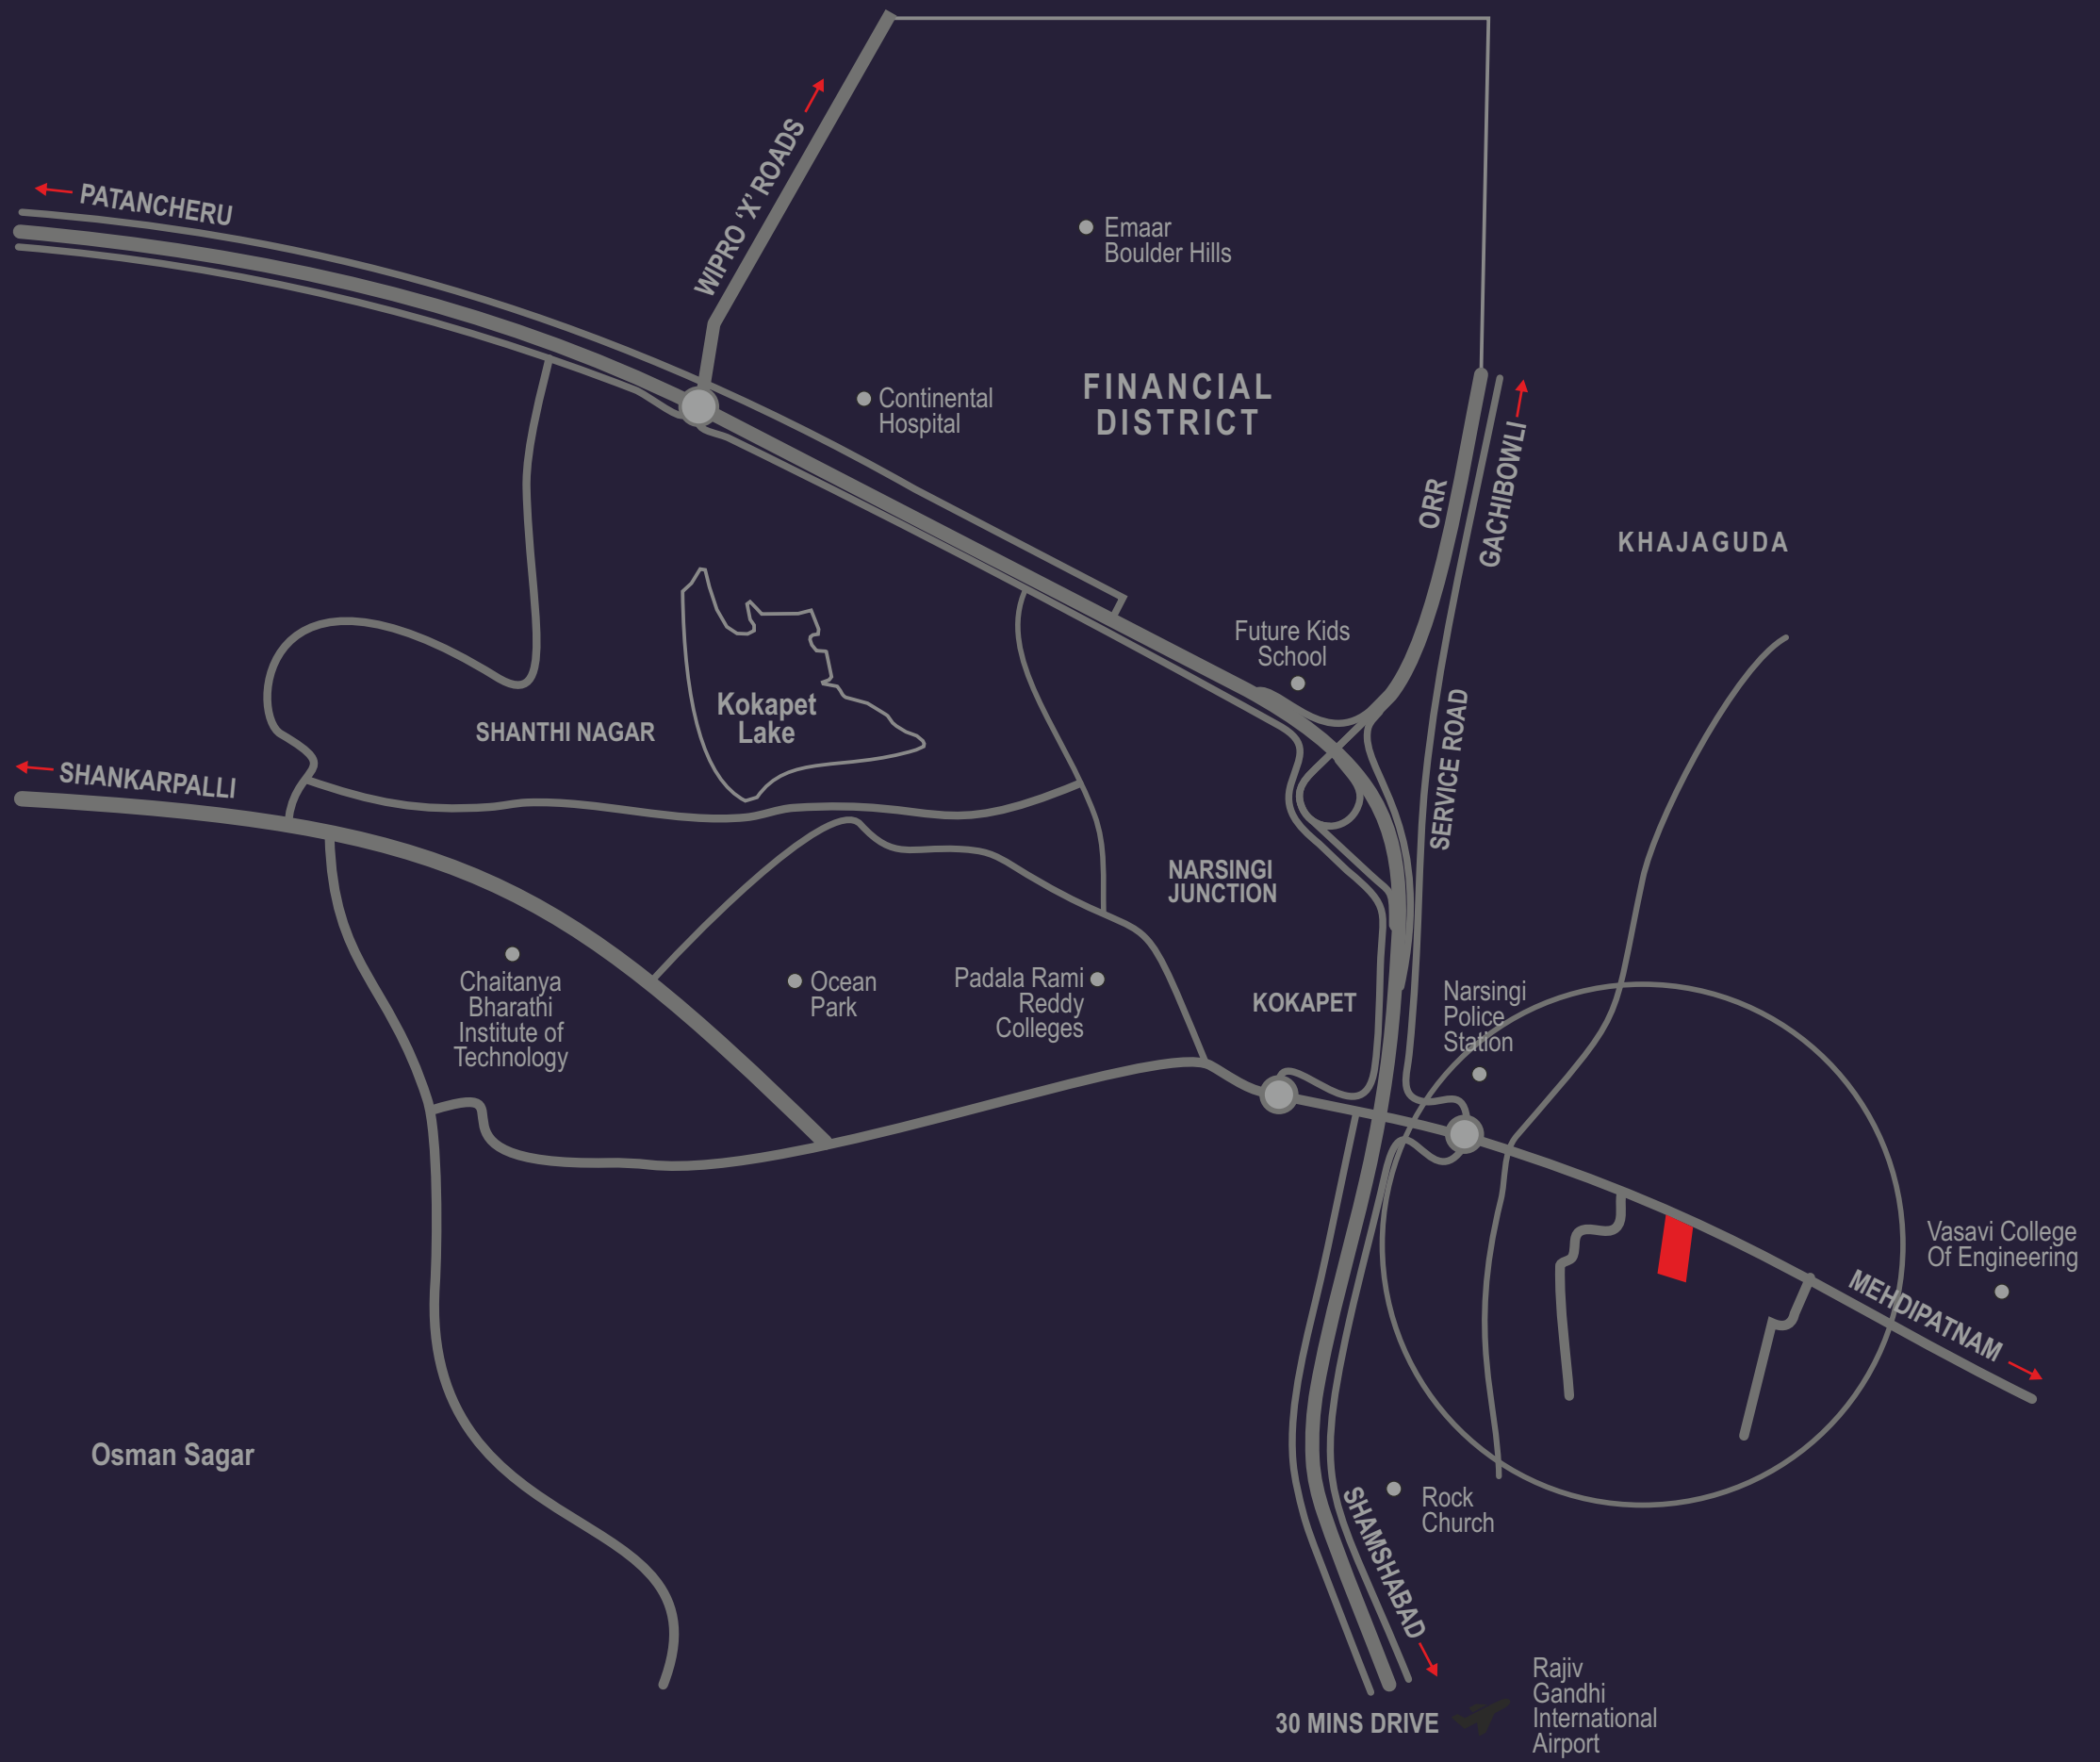 WIPRO ‘X’ ROADS
PATANCHERU
Emaar
Boulder Hills
Continental
Hospital
FINANCIAL
DISTRICT
ORR
GACHIBOWLI
KHAJAGUDA
Future Kids
School
Kokapet
Lake
SHANTHI NAGAR
SHANKARPALLI
SERVICE ROAD
NARSINGI
JUNCTION
Chaitanya
Bharathi
Institute of
Technology
Ocean
Park
Padala Rami
Reddy
Colleges
KOKAPET
Narsingi
Police
Station
Vasavi College
Of Engineering
MEHDIPATNAM
Osman Sagar
Rock
Church
SHAMSHABAD
30 MINS DRIVE
Rajiv
Gandhi
International
Airport